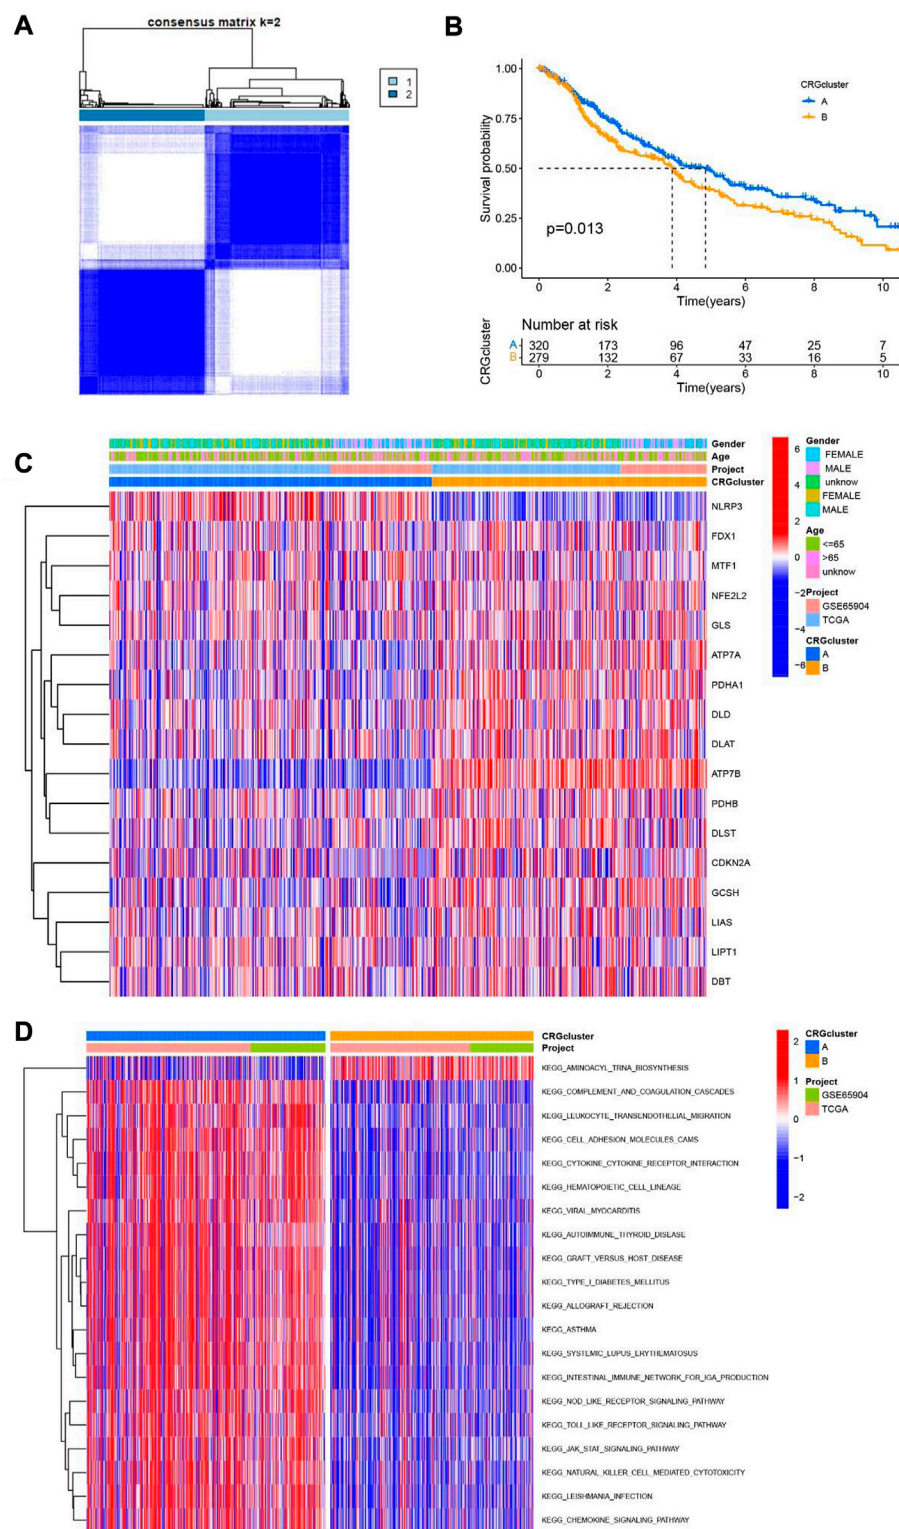 A
consensus matrix k=2
1
2
B
CRGcluster
A
B
Survival probability
1.00
0.75
0.50
0.25
0.00
p=0.013
0 2 4 6 8 10
Time(years)
Number at risk
CRGcluster
A 320 173 96 47 25 7
B 279 132 67 33 16 5
0 2 4 6 8 10
Time(years)
C
Gender
Age
Project
CRGcluster
NLRP3
FDX1
MTF1
NFE2L2
GLS
ATP7A
PDHA1
DLD
DLAT
ATP7B
PDHB
DLST
CDKN2A
GCSH
LIAS
LIPT1
DBT
6
4
2
0
−2
−4
−6
Gender
FEMALE
MALE
unknow
FEMALE
MALE
Age
<=65
>65
unknow
Project
GSE65904
TCGA
CRGcluster
A
B
D
CRGcluster
Project
KEGG_AMINOACYL_TRNA_BIOSYNTHESIS
KEGG_COMPLEMENT_AND_COAGULATION_CASCADES
KEGG_LEUKOCYTE_TRANSENDOTHELIAL_MIGRATION
KEGG_CELL_ADHESION_MOLECULES_CAMS
KEGG_CYTOKINE_CYTOKINE_RECEPTOR_INTERACTION
KEGG_HEMATOPOIETIC_CELL_LINEAGE
KEGG_VIRAL_MYOCARDITIS
KEGG_AUTOIMMUNE_THYROID_DISEASE
KEGG_GRAFT_VERSUS_HOST_DISEASE
KEGG_TYPE_I_DIABETES_MELLITUS
KEGG_ALLOGRAFT_REJECTION
KEGG_ASTHMA
KEGG_SYSTEMIC_LUPUS_ERYTHEMATOSUS
KEGG_INTESTINAL_IMMUNE_NETWORK_FOR_IGA_PRODUCTION
KEGG_NOD_LIKE_RECEPTOR_SIGNALING_PATHWAY
KEGG_TOLL_LIKE_RECEPTOR_SIGNALING_PATHWAY
KEGG_JAK_STAT_SIGNALING_PATHWAY
KEGG_NATURAL_KILLER_CELL_MEDIATED_CYTOTOXICITY
KEGG_LEISHMANIA_INFECTION
KEGG_CHEMOKINE_SIGNALING_PATHWAY
2
1
0
−1
−2
CRGcluster
A
B
Project
GSE65904
TCGA